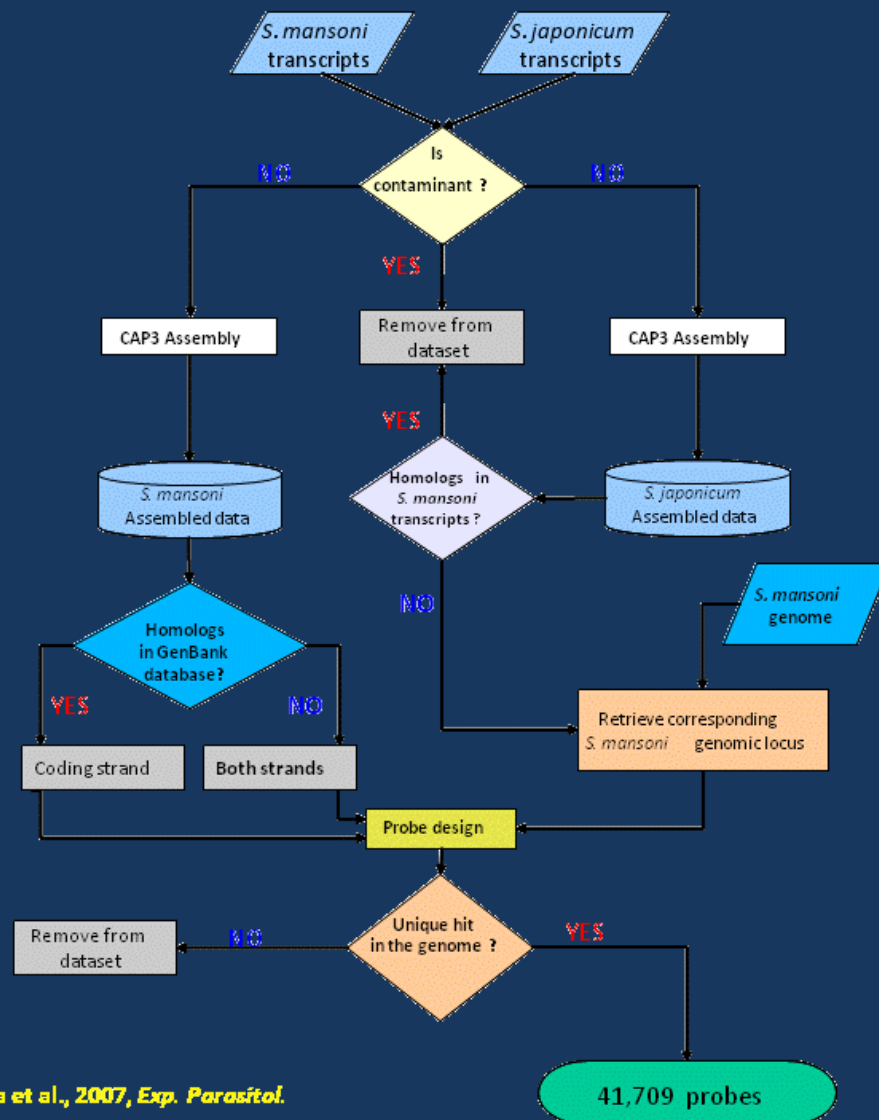 S. mansoni
transcripts
S. japonicum
transcripts
Is
contaminant ?
NO
NO
YES
CAP3 Assembly
Remove from
dataset
CAP3 Assembly
YES
S. mansoni
Assembled data
Homologs in
S. mansoni
transcripts ?
S. japonicum
Assembled data
NO
S. mansoni
genome
Homologs
in GenBank
database?
YES
NO
Retrieve corresponding
S. mansoni genomic locus
Coding strand
Both strands
Probe design
Unique hit
in the genome ?
NO
YES
Remove from
dataset
41,709 probes
et al., 2007, Exp. Parasitol.